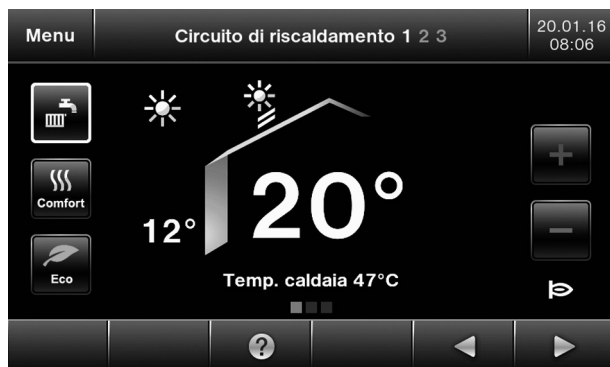 Menu
Circuito di riscaldamento 1 2 3
20.01.16
08:06
Comfort
12°
20°
Eco
Temp. caldaia 47°C
+
−
?